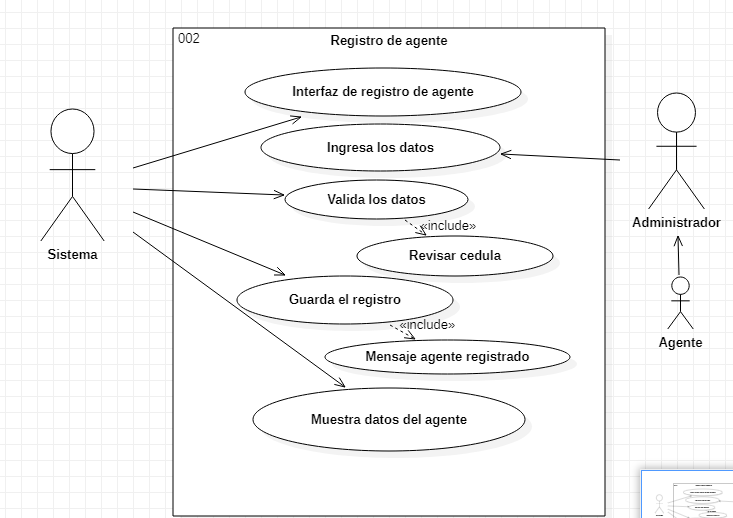 002
Registro de agente
Interfaz de registro de agente
Ingresa los datos
Valida los datos
«include»
Revisar cedula
Guarda el registro
«include»
Mensaje agente registrado
Muestra datos del agente
Sistema
Administrador
Agente